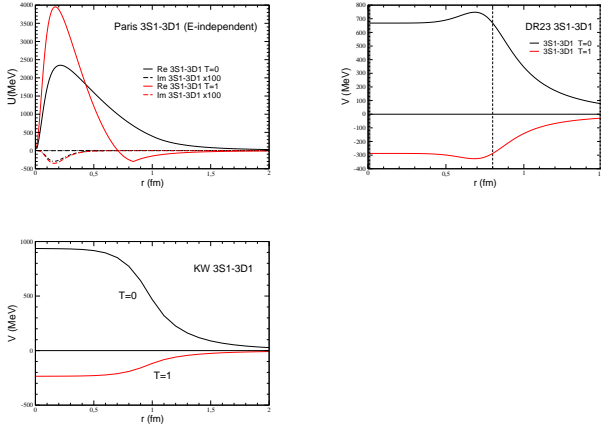 Paris 3S1-3D1 (E-independent)
4000
3500
3000
2500
2000
1500
1000
500
0
-500
U(MeV)
Re 3S1-3D1 T=0
Im 3S1-3D1 x100
Re 3S1-3D1 T=1
Im 3S1-3D1 x100
0
0,5
1
1,5
2
r (fm)
DR23 3S1-3D1
800
700
600
500
400
300
200
100
0
-100
-200
-300
-400
V (MeV)
3S1-3D1 T=0
3S1-3D1 T=1
0
0,5
1
1,5
r (fm)
KW 3S1-3D1
1000
500
0
-500
V (MeV)
T=0
T=1
0
0,5
1
1,5
2
r (fm)